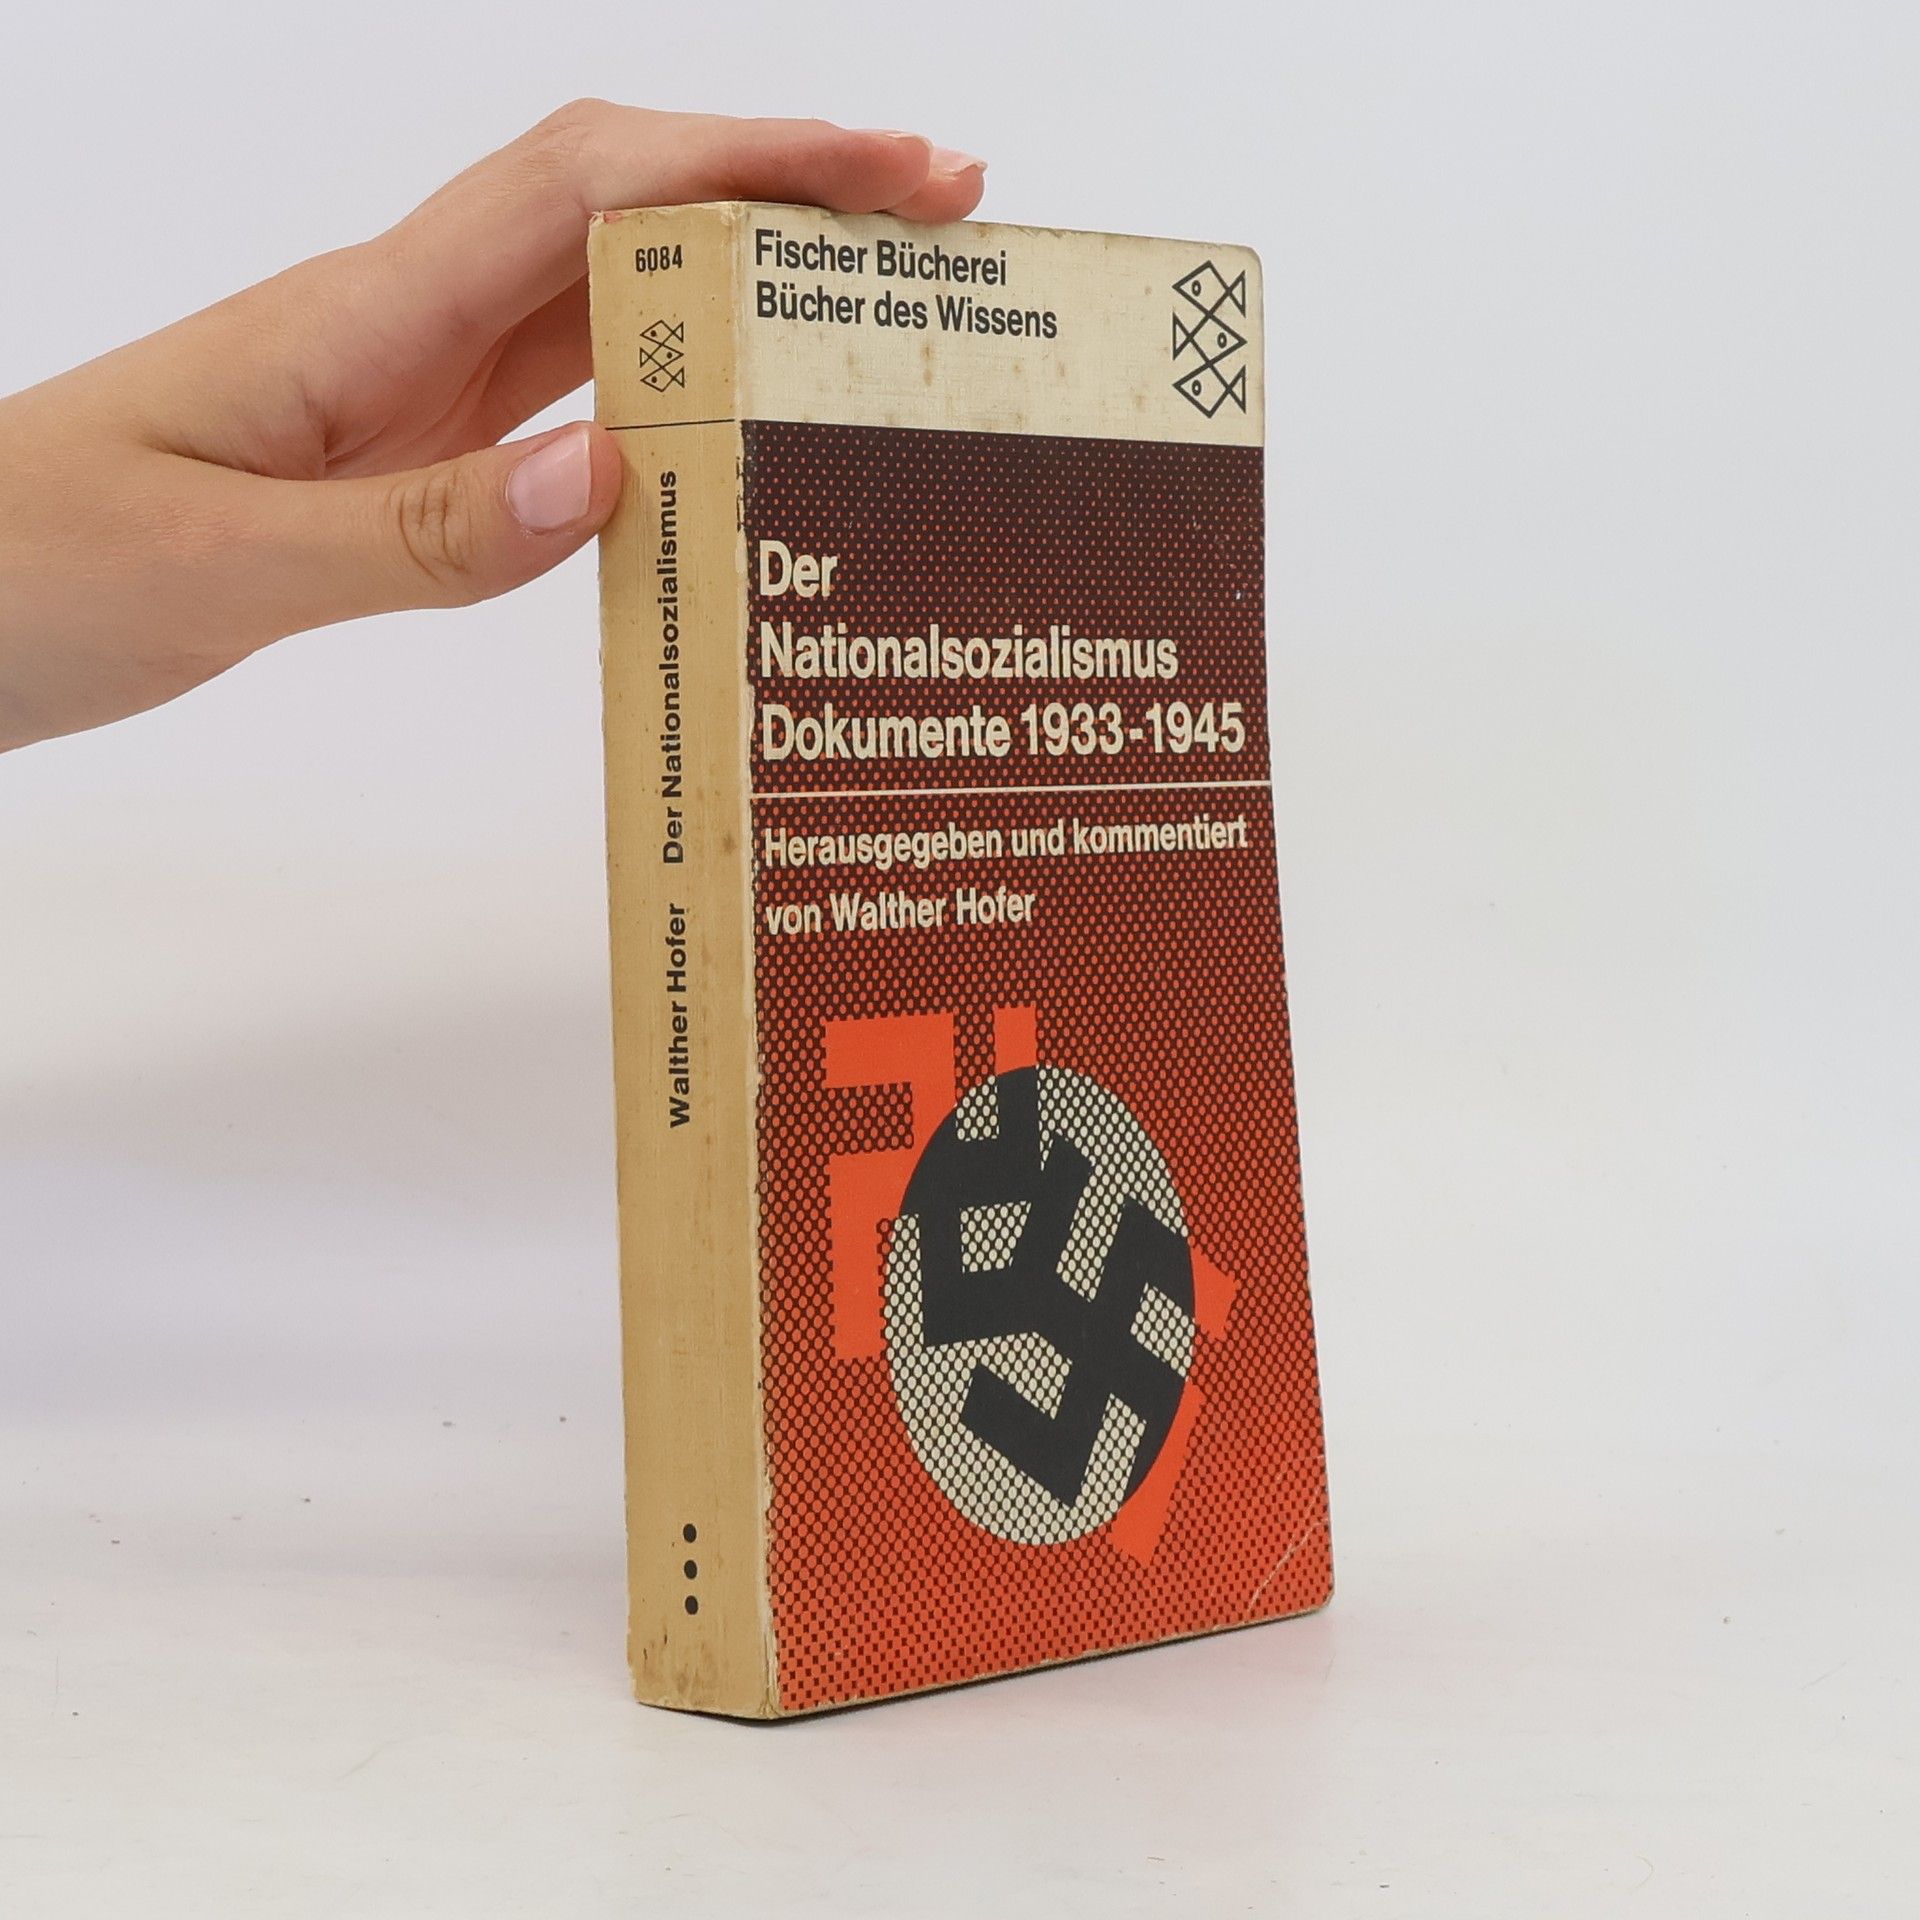 6084
Walther Hofer Der Nationalsozialismus
Fischer Bücherei
Bücher des Wissens
Der
Nationalsozialismus
Dokumente 1933-1945
Herausgegeben und kommentiert
von Walther Hofer